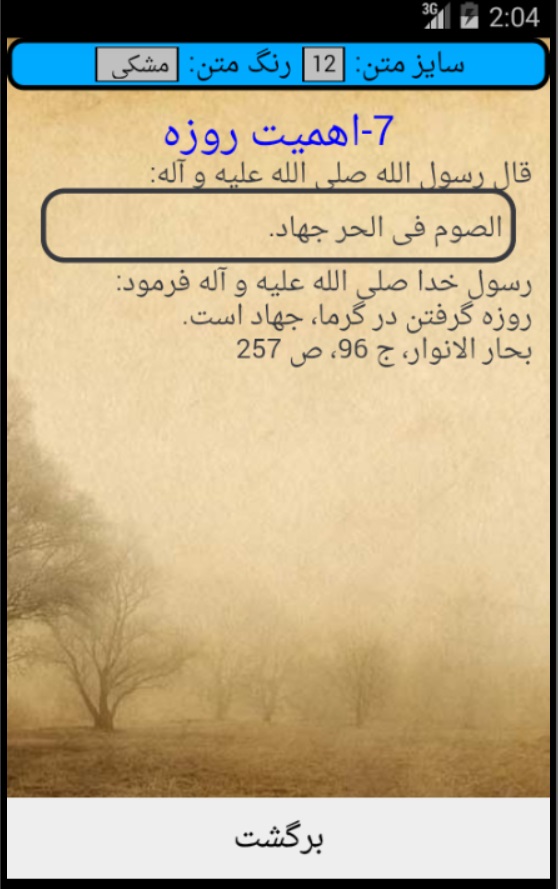 3G 2:04
سایز متن: 12 رنگ متن: مشکی
7-اهمیت روزه
قال رسول الله صلی الله علیه و آله:
الصوم فی الحر جهاد.
رسول خدا صلی الله علیه و آله فرمود:
روزه گرفتن در گرما، جهاد است.
بحار الانوار، ج 96، ص 257
برگشت